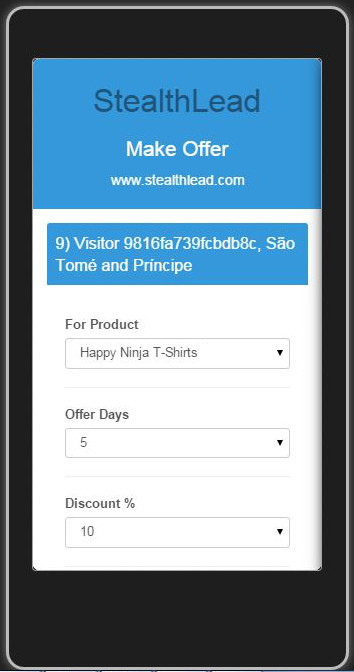 StealthLead
Make Offer
www.stealthlead.com
9) Visitor 9816fa739fcbdb8c, São
Tomé and Príncipe
For Product
Happy Ninja T-Shirts
Offer Days
5
Discount %
10